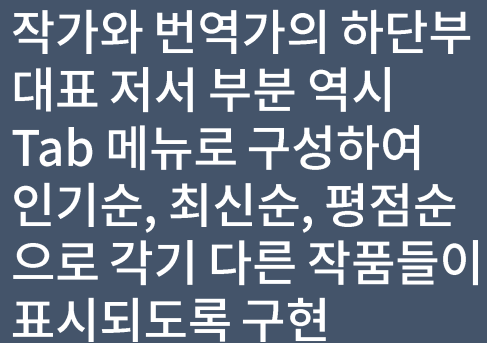 작가와 번역가의 하단부
대표 저서 부분 역시
Tab 메뉴로 구성하여
인기순, 최신순, 평점순
으로 각기 다른 작품들이
표시되도록 구현